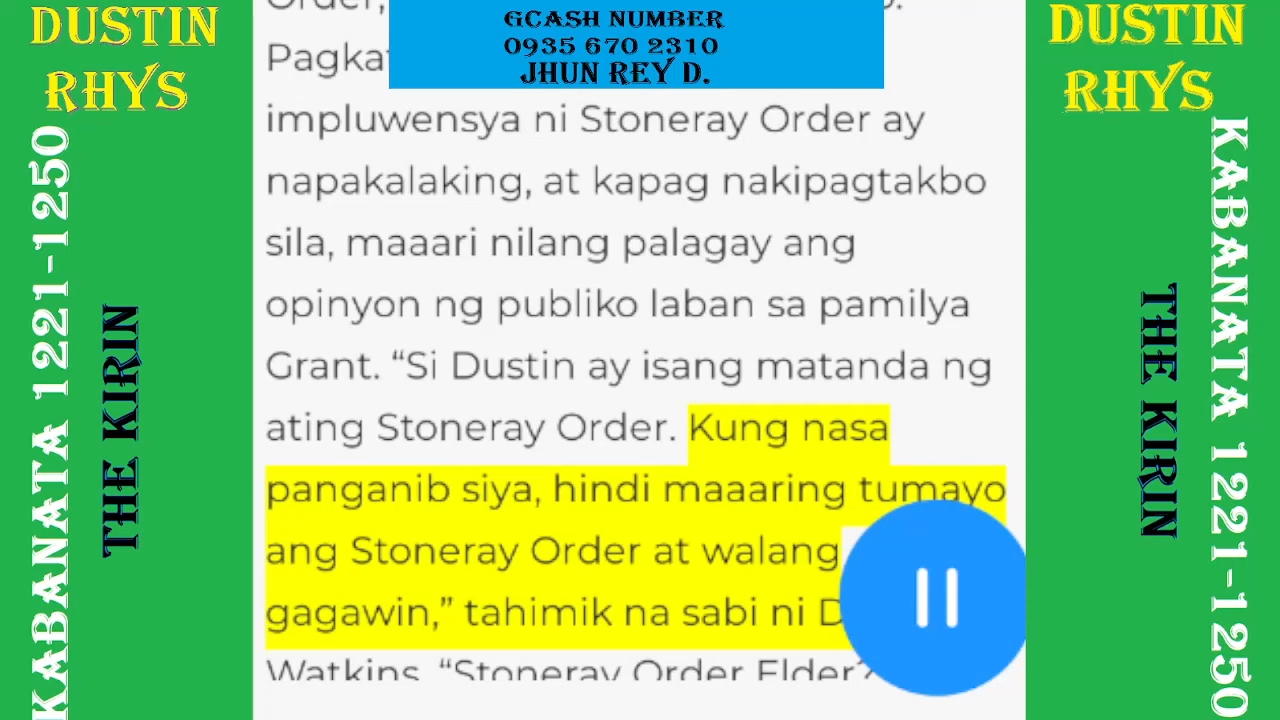 DUSTIN
RHYS
KABANATA 1221-1250
THE KIRIN
GCASH NUMBER
0935 670 2310
JHUN REY D.
impluwensya ni Stoneray Order ay
napakalaking, at kapag nakipagtakbo
sila, maaari nilang palagay ang
opinyon ng publiko laban sa pamilya
Grant. “Si Dustin ay isang matanda ng
ating Stoneray Order. Kung nasa
panganib siya, hindi maaaring tumayo
ang Stoneray Order at walang
gagawin,” tahimik na sabi ni
Watkins. “Stoneray Order Elder?
DUSTIN
RHYS
KABANATA 1221-1250
THE KIRIN